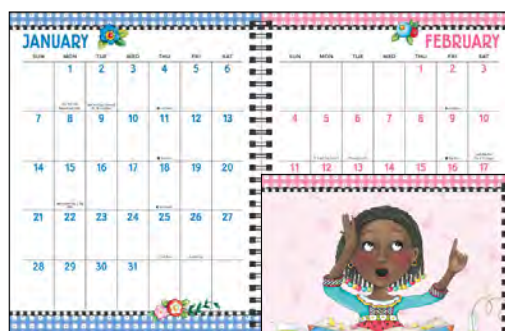 JANUARY
SUN MON TUE WED THU FRI SAT
1 2 3 4 5 6
7 8 9 10 11 12 13
14 15 16 17 18 19 20
21 22 23 24 25 26 27
28 29 30 31
FEBRUARY
SUN MON TUE WED THU FRI SAT
1 2 3
4 5 6 7 8 9 10
11 12 13 14 15 16 17